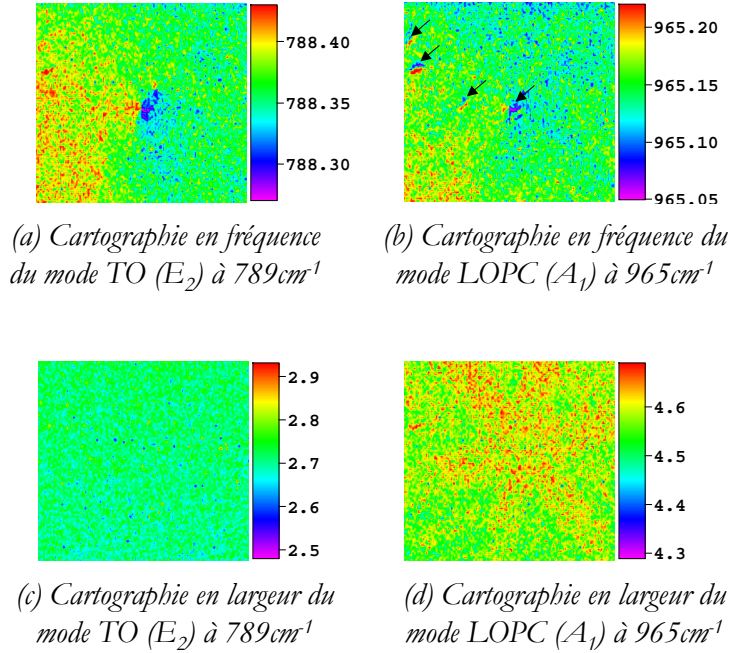 788.40
788.35
788.30
965.20
965.15
965.10
965.05
(a) Cartographie en fréquence
du mode TO (E2) à 789cm-1
(b) Cartographie en fréquence du
mode LOPC (A1) à 965cm-1
2.9
2.8
2.7
2.6
2.5
4.6
4.5
4.4
4.3
(c) Cartographie en largeur du
mode TO (E2) à 789cm-1
(d) Cartographie en largeur du
mode LOPC (A1) à 965cm-1